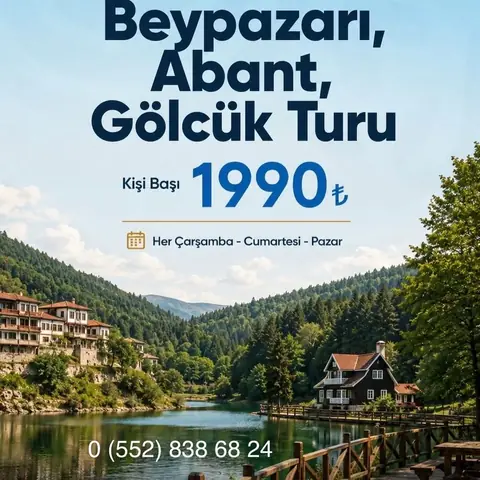 Beypazarı,
Abant,
Gölcük Turu
Kişi Başı 1990₺
Her Çarşamba - Cumartesi - Pazar
0 (552) 838 68 24